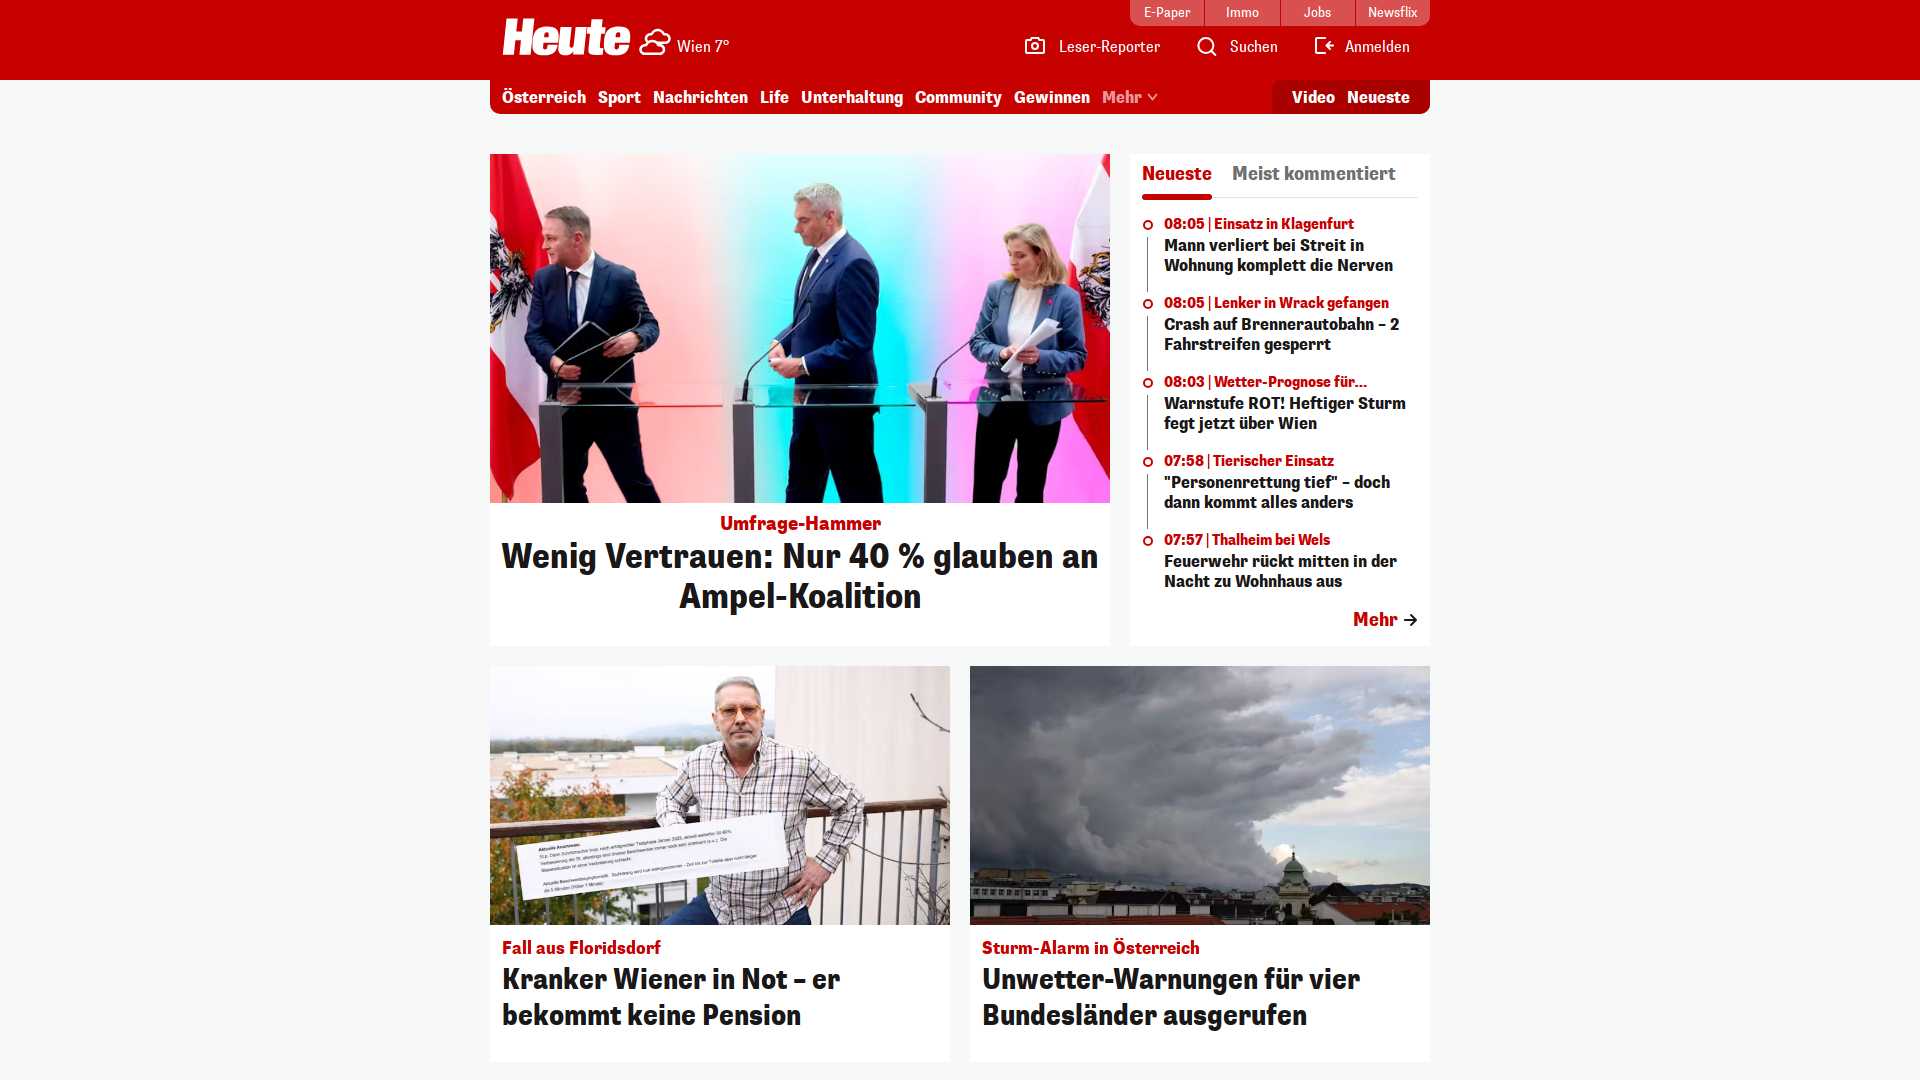 E-Paper
Immo
Jobs
Newsflix
Heute
Wien 7°
Leser-Reporter
Suchen
Anmelden
Österreich
Sport
Nachrichten
Life
Unterhaltung
Community
Gewinnen
Mehr
Video
Neueste
Umfrage-Hammer
Wenig Vertrauen: Nur 40 % glauben an
Ampel-Koalition
Neueste
Meist kommentiert
08:05 | Einsatz in Klagenfurt
Mann verliert bei Streit in
Wohnung komplett die Nerven
08:05 | Lenker in Wrack gefangen
Crash auf Brennerautobahn – 2
Fahrstreifen gesperrt
08:03 | Wetter-Prognose für...
Warnstufe ROT! Heftiger Sturm
fegt jetzt über Wien
07:58 | Tierischer Einsatz
"Personenrettung tief" – doch
dann kommt alles anders
07:57 | Thalheim bei Wels
Feuerwehr rückt mitten in der
Nacht zu Wohnhaus aus
Mehr
Fall aus Floridsdorf
Kranker Wiener in Not – er
bekommt keine Pension
Sturm-Alarm in Österreich
Unwetter-Warnungen für vier
Bundesländer ausgerufen